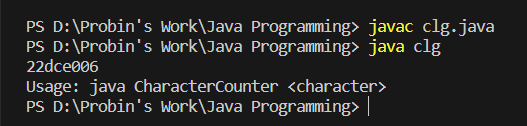 PS D:\Probin's Work\Java Programming> javac clg.java
PS D:\Probin's Work\Java Programming> java clg
22dce006
Usage: java CharacterCounter <character>
PS D:\Probin's Work\Java Programming>